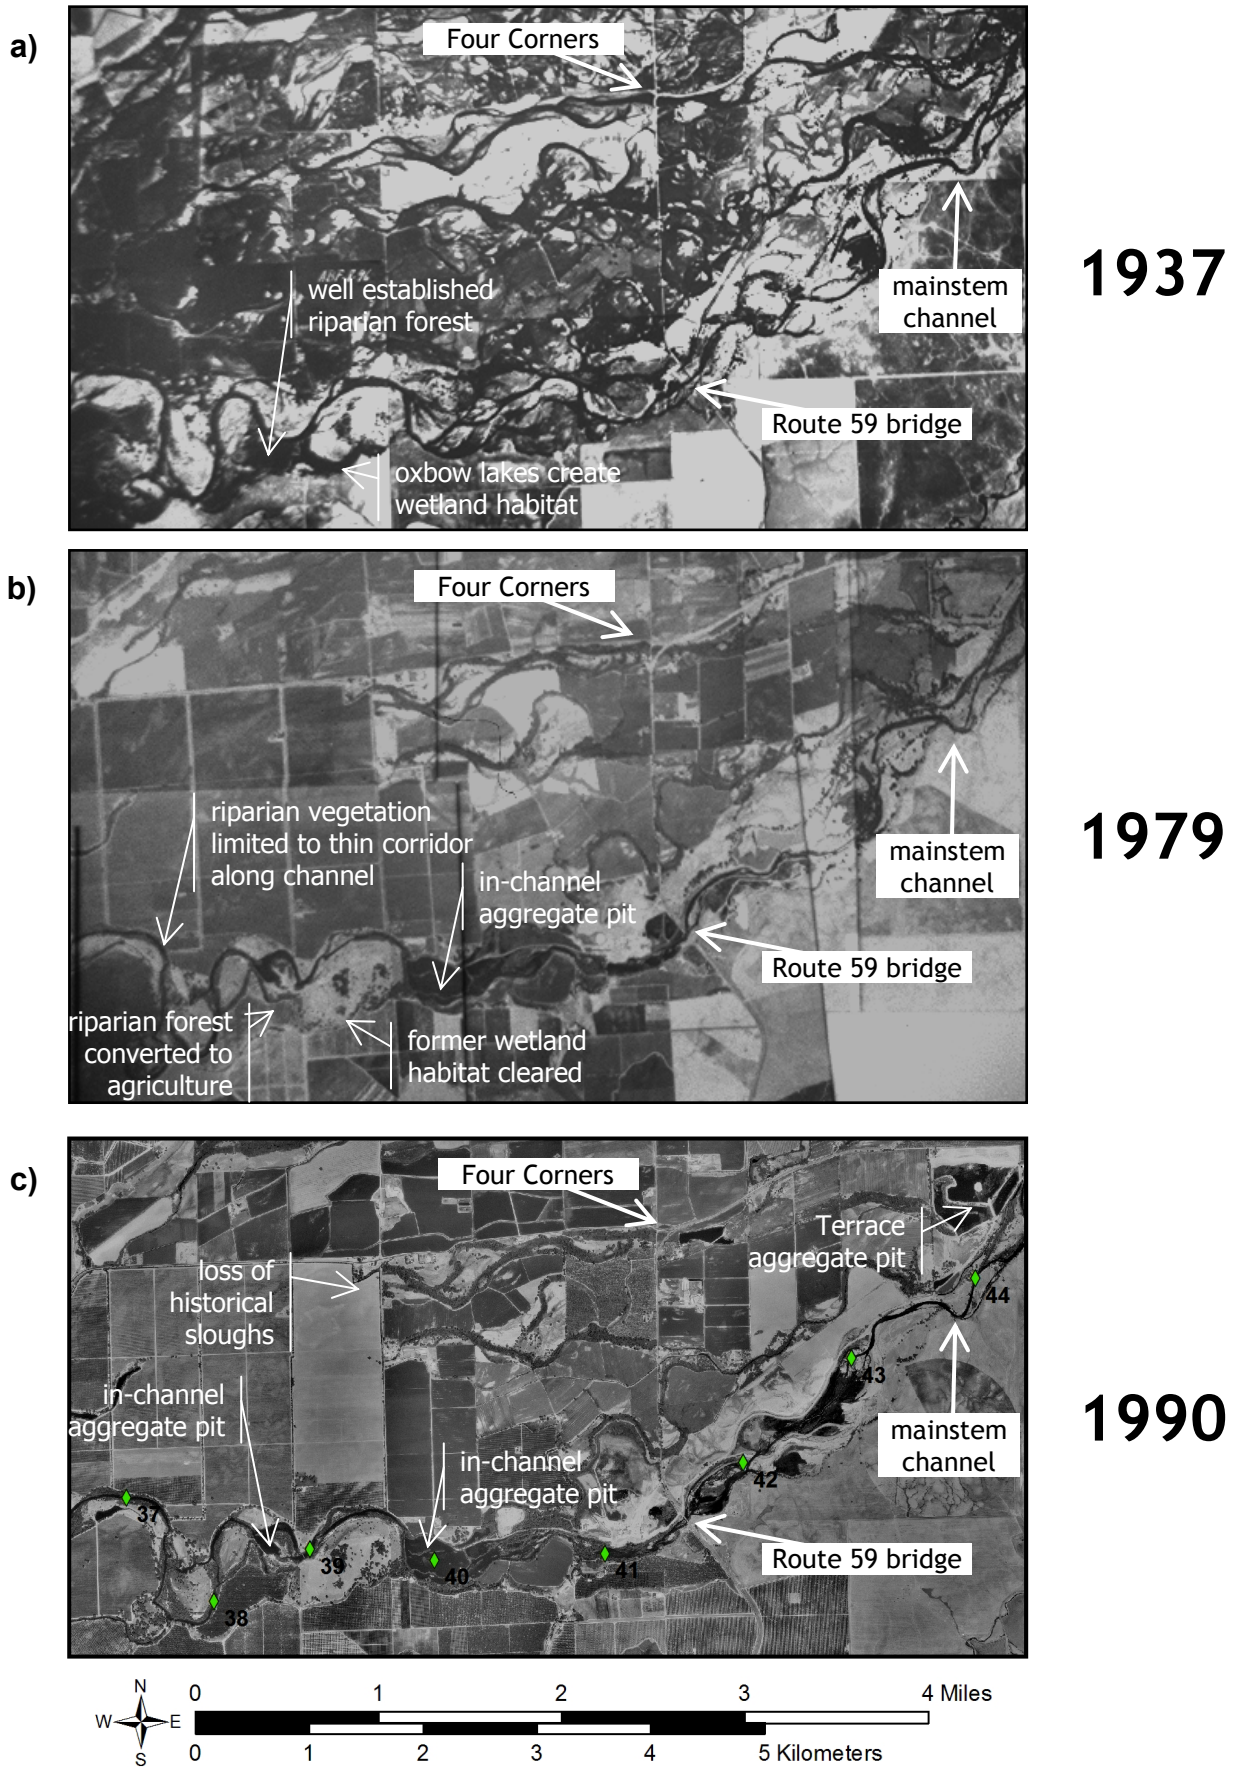 a)
Four Corners
1937
ABF 596
well established
riparian forest
mainstem
channel
Route 59 bridge
oxbow lakes create
wetland habitat
b)
Four Corners
1979
riparian vegetation
limited to thin corridor
along channel
in-channel
aggregate pit
mainstem
channel
Route 59 bridge
riparian forest
converted to
agriculture
former wetland
habitat cleared
c)
Four Corners
1990
Terrace
aggregate pit
loss of
historical
sloughs
44
43
in-channel
aggregate pit
in-channel
aggregate pit
mainstem
channel
42
37
Route 59 bridge
39
40
41
38
N
W E
S
0 1 2 3 4 Miles
0 1 2 3 4 5 Kilometers